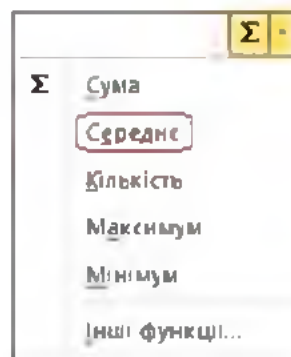 Σ
Σ Сума
Середнє
Кількість
Максимум
Мінімум
Інші функції...